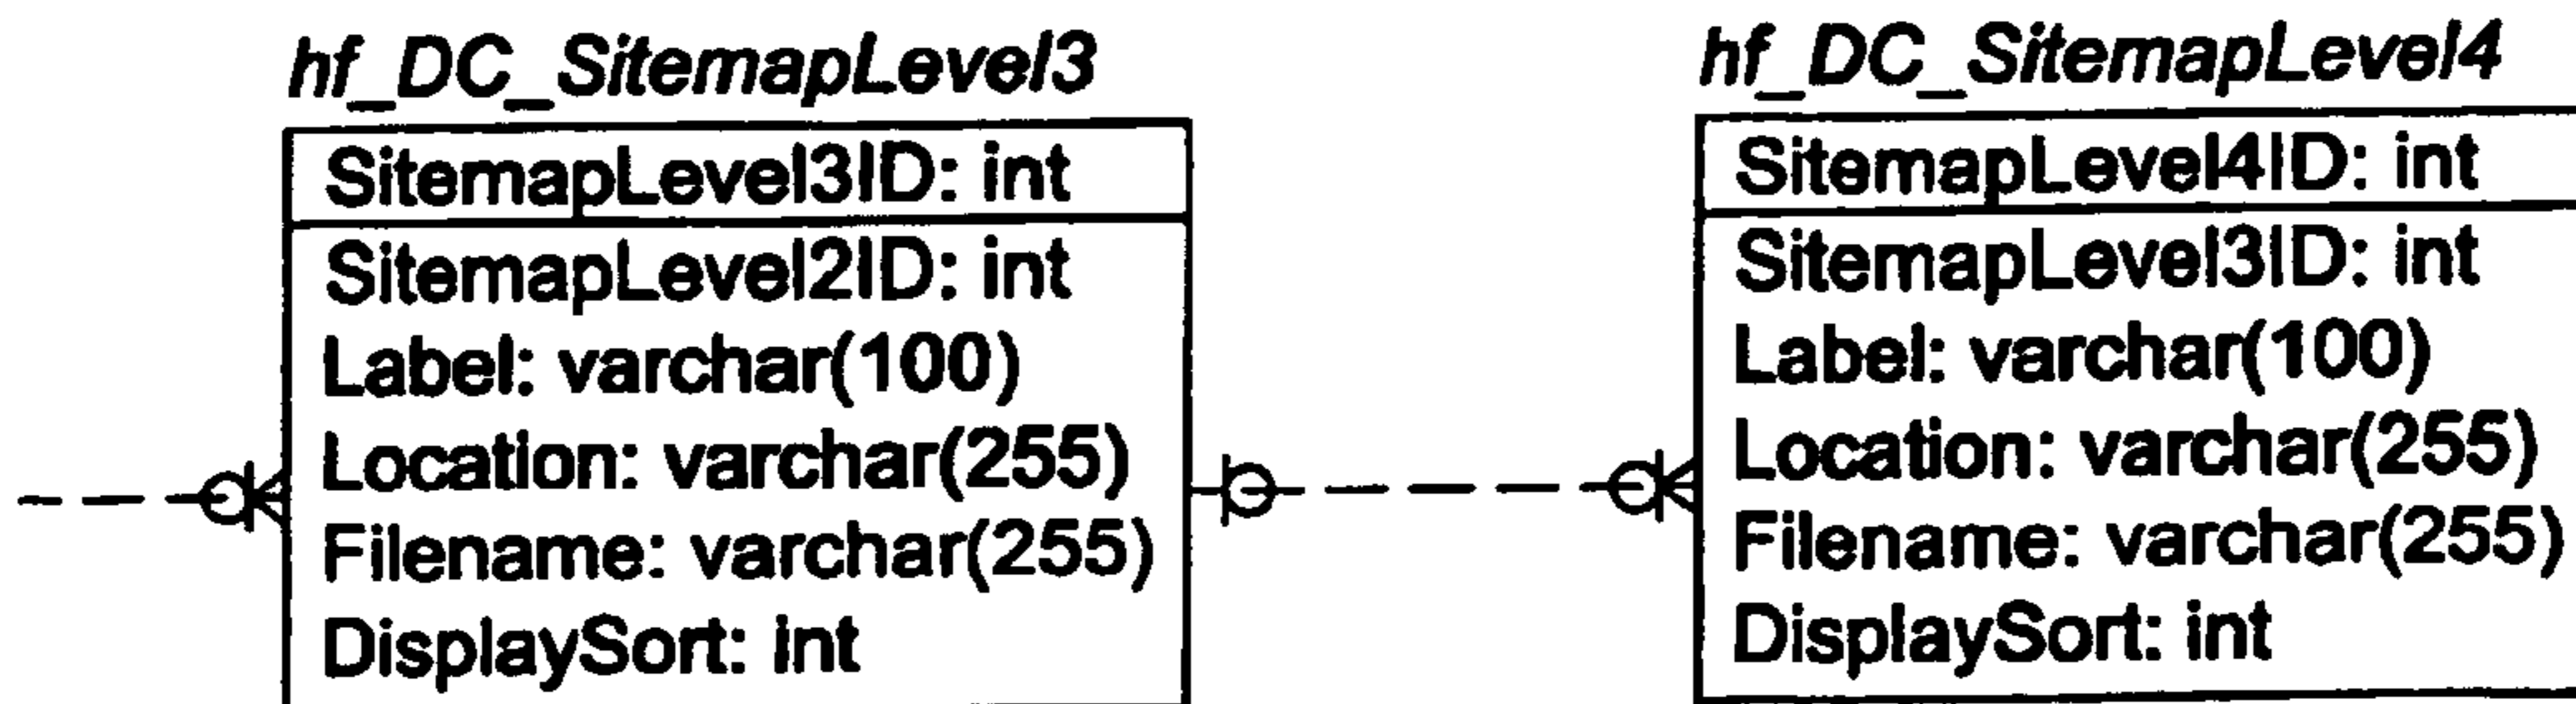 hf_DC_SitemapLevel3
SitemapLevel3ID: int
SitemapLevel2ID: int
Label: varchar(100)
Location: varchar(255)
Filename: varchar(255)
DisplaySort: int
hf_DC_SitemapLevel4
SitemapLevel4ID: int
SitemapLevel3ID: int
Label: varchar(100)
Location: varchar(255)
Filename: varchar(255)
DisplaySort: int